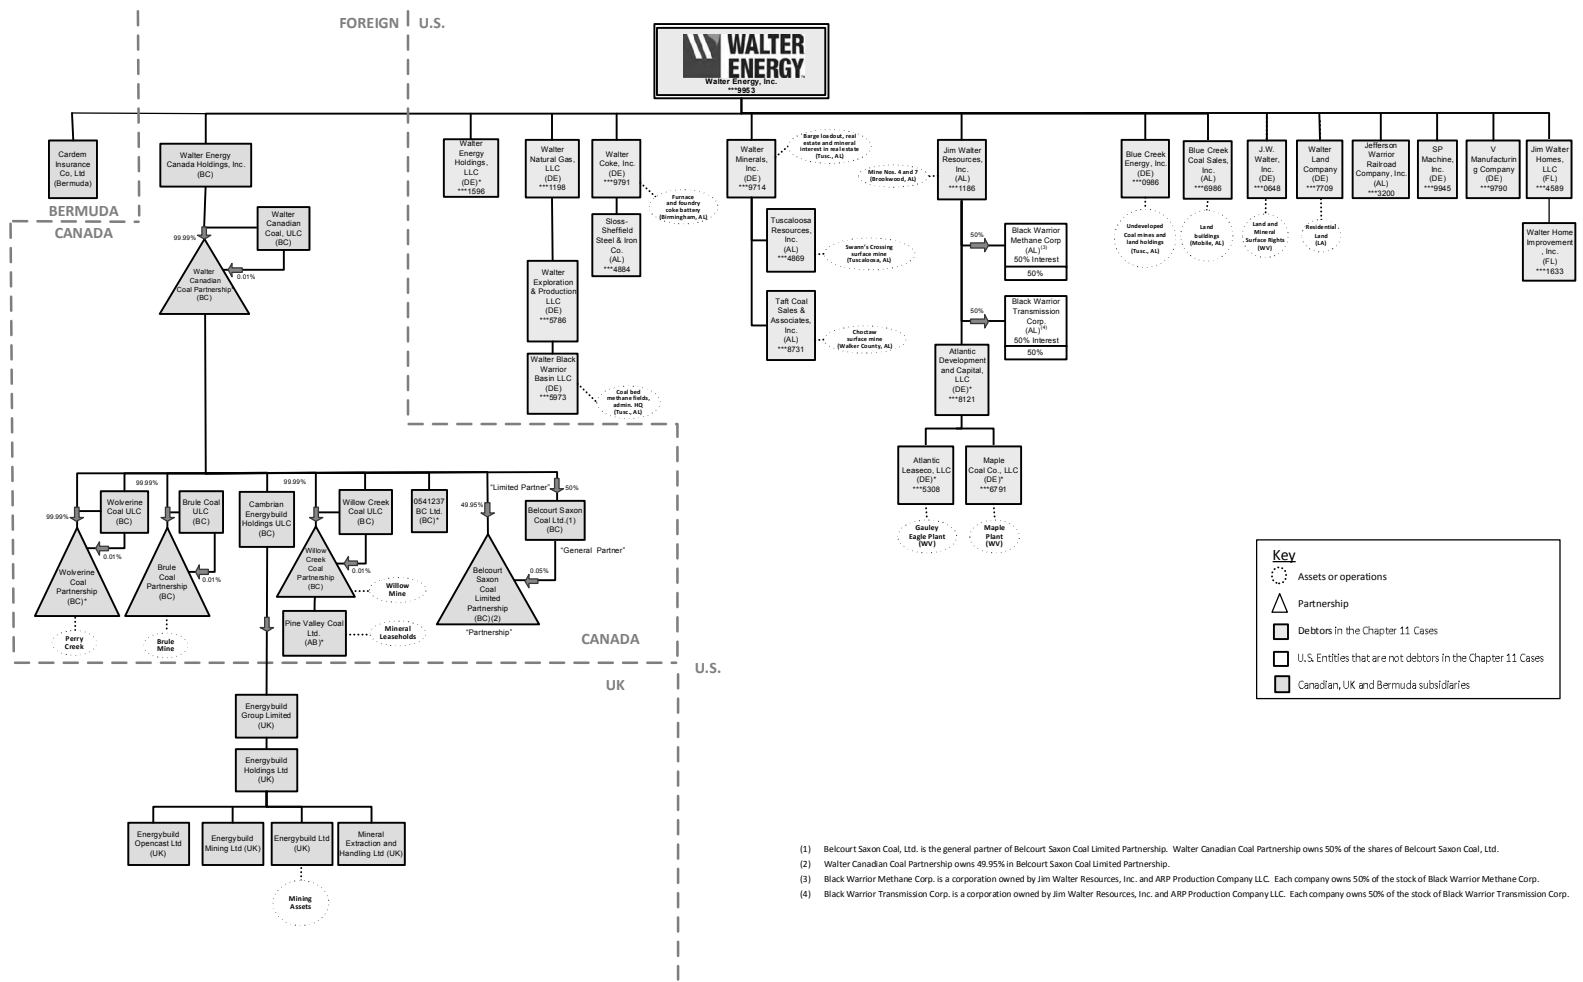 FOREIGN
U.S.
WALTER
ENERGY
Walter Energy, Inc.
***9953
Cardem
Insurance
Co, Ltd
(Bermuda)
BERMUDA
CANADA
Walter Energy
Canada Holdings, Inc.
(BC)
Walter
Canadian
Coal, ULC
(BC)
99.99%
0.01%
Walter
Canadian
Coal Partnership
(BC)
Walter
Energy
Holdings,
LLC
(DE)*
***1596
Walter
Natural Gas,
LLC
(DE)
***1198
Walter
Exploration
& Production
LLC
(DE)
***5786
Walter Black
Warrior
Basin LLC
(DE)
***5973
Coal bed
methane fields,
admin. HQ
(Tusc., AL)
Walter
Coke, Inc.
(DE)
***9791
Furnace
and foundry
coke battery
(Birmingham, AL)
Sloss-
Sheffield
Steel & Iron
Co.
(AL)
***4884
Walter
Minerals,
Inc.
(DE)
***9714
Barge loadout, real
estate and mineral
interest in real estate
(Tusc., AL)
Tuscaloosa
Resources,
Inc.
(AL)
***4869
Swann's Crossing
surface mine
(Tuscaloosa, AL)
Taft Coal
Sales &
Associates,
Inc.
(AL)
***8731
Choctaw
surface mine
(Walker County, AL)
Jim Walter
Resources,
Inc.
(AL)
***1186
Mine Nos. 4 and 7
(Brookwood, AL)
50%
Black Warrior
Methane Corp
(AL)(3)
50% Interest
50%
50%
Black Warrior
Transmission
Corp.
(AL)(4)
50% Interest
50%
Atlantic
Development
and Capital,
LLC
(DE)*
***8121
Atlantic
Leaseco, LLC
(DE)*
***5308
Maple
Coal Co., LLC
(DE)*
***6791
Gauley
Eagle Plant
(WV)
Maple
Plant
(WV)
Blue Creek
Energy, Inc.
(DE)
***0986
Undeveloped
Coal mines and
land holdings
(Tusc., AL)
Blue Creek
Coal Sales,
Inc.
(AL)
***6986
Land
buildings
(Mobile, AL)
J.W.
Walter,
Inc.
(DE)
***0648
Land and
Mineral
Surface Rights
(WV)
Walter
Land
Company
(DE)
***7709
Residential
Land
(LA)
Jefferson
Warrior
Railroad
Company, Inc.
(AL)
***3200
SP
Machine,
Inc.
(DE)
***9945
V
Manufacturin
g Company
(DE)
***9790
Jim Walter
Homes,
LLC
(FL)
***4589
Walter Home
Improvement
, Inc.
(FL)
***1633
99.99%
Wolverine
Coal ULC
(BC)
99.99%
0.01%
Wolverine
Coal
Partnership
(BC)*
Perry
Creek
Brule Coal
ULC
(BC)
0.01%
Brule
Coal
Partnership
(BC)
Brule
Mine
Cambrian
Energybuild
Holdings ULC
(BC)
99.99%
Willow Creek
Coal ULC
(BC)
0.01%
Willow
Creek
Coal
Partnership
(BC)
Willow
Mine
Pine Valley Coal
Ltd.
(AB)*
Mineral
Leaseholds
0541237
BC Ltd.
(BC)*
"Limited Partner"
50%
49.95%
Belcourt Saxon
Coal Ltd.(1)
(BC)
"General Partner"
0.05%
Belcourt
Saxon
Coal
Limited
Partnership
(BC)(2)
"Partnership"
CANADA
UK
U.S.
Energybuild
Group Limited
(UK)
Energybuild
Holdings Ltd
(UK)
Energybuild
Opencast Ltd
(UK)
Energybuild
Mining Ltd (UK)
Energybuild Ltd
(UK)
Mineral
Extraction and
Handling Ltd (UK)
Mining
Assets
Key
Assets or operations
Partnership
Debtors in the Chapter 11 Cases
U.S. Entities that are not debtors in the Chapter 11 Cases
Canadian, UK and Bermuda subsidiaries
(1) Belcourt Saxon Coal, Ltd. is the general partner of Belcourt Saxon Coal Limited Partnership. Walter Canadian Coal Partnership owns 50% of the shares of Belcourt Saxon Coal, Ltd.
(2) Walter Canadian Coal Partnership owns 49.95% in Belcourt Saxon Coal Limited Partnership.
(3) Black Warrior Methane Corp. is a corporation owned by Jim Walter Resources, Inc. and ARP Production Company LLC. Each company owns 50% of the stock of Black Warrior Methane Corp.
(4) Black Warrior Transmission Corp. is a corporation owned by Jim Walter Resources, Inc. and ARP Production Company LLC. Each company owns 50% of the stock of Black Warrior Transmission Corp.